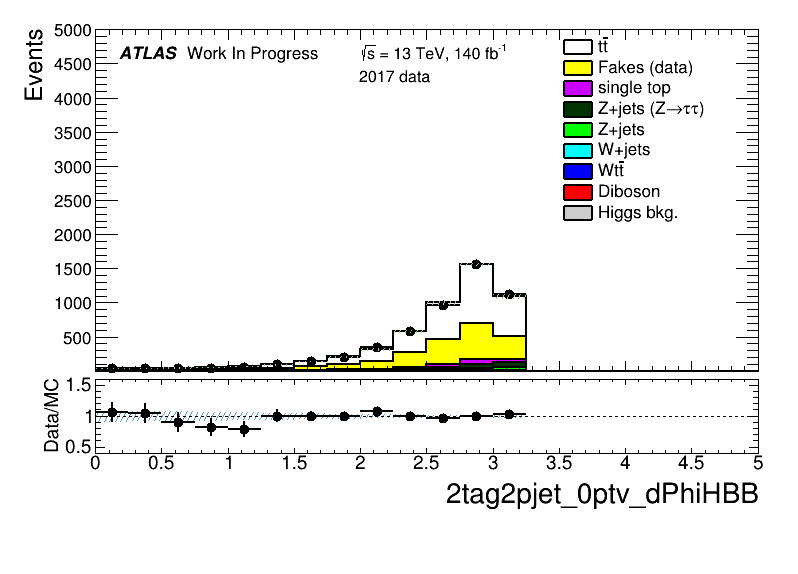 5000
4500
4000
3500
3000
2500
2000
1500
1000
500
Events
ATLAS Work In Progress
√s = 13 TeV, 140 fb-1
2017 data
tt̄
Fakes (data)
single top
Z+jets (Z→ττ)
Z+jets
W+jets
Wtt̄
Diboson
Higgs bkg.
1.5
1
0.5
Data/MC
0 0.5 1 1.5 2 2.5 3 3.5 4 4.5 5
2tag2pjet_0ptv_dPhiHBB